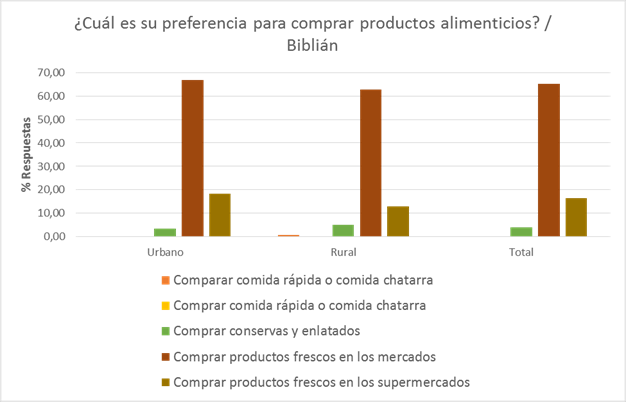 ¿Cuál es su preferencia para comprar productos alimenticios? /
Biblián
70,00
60,00
50,00
40,00
30,00
20,00
10,00
0,00
% Respuestas
Urbano
Rural
Total
Comparar comida rápida o comida chatarra
Comprar comida rápida o comida chatarra
Comprar conservas y enlatados
Comprar productos frescos en los mercados
Comprar productos frescos en los supermercados